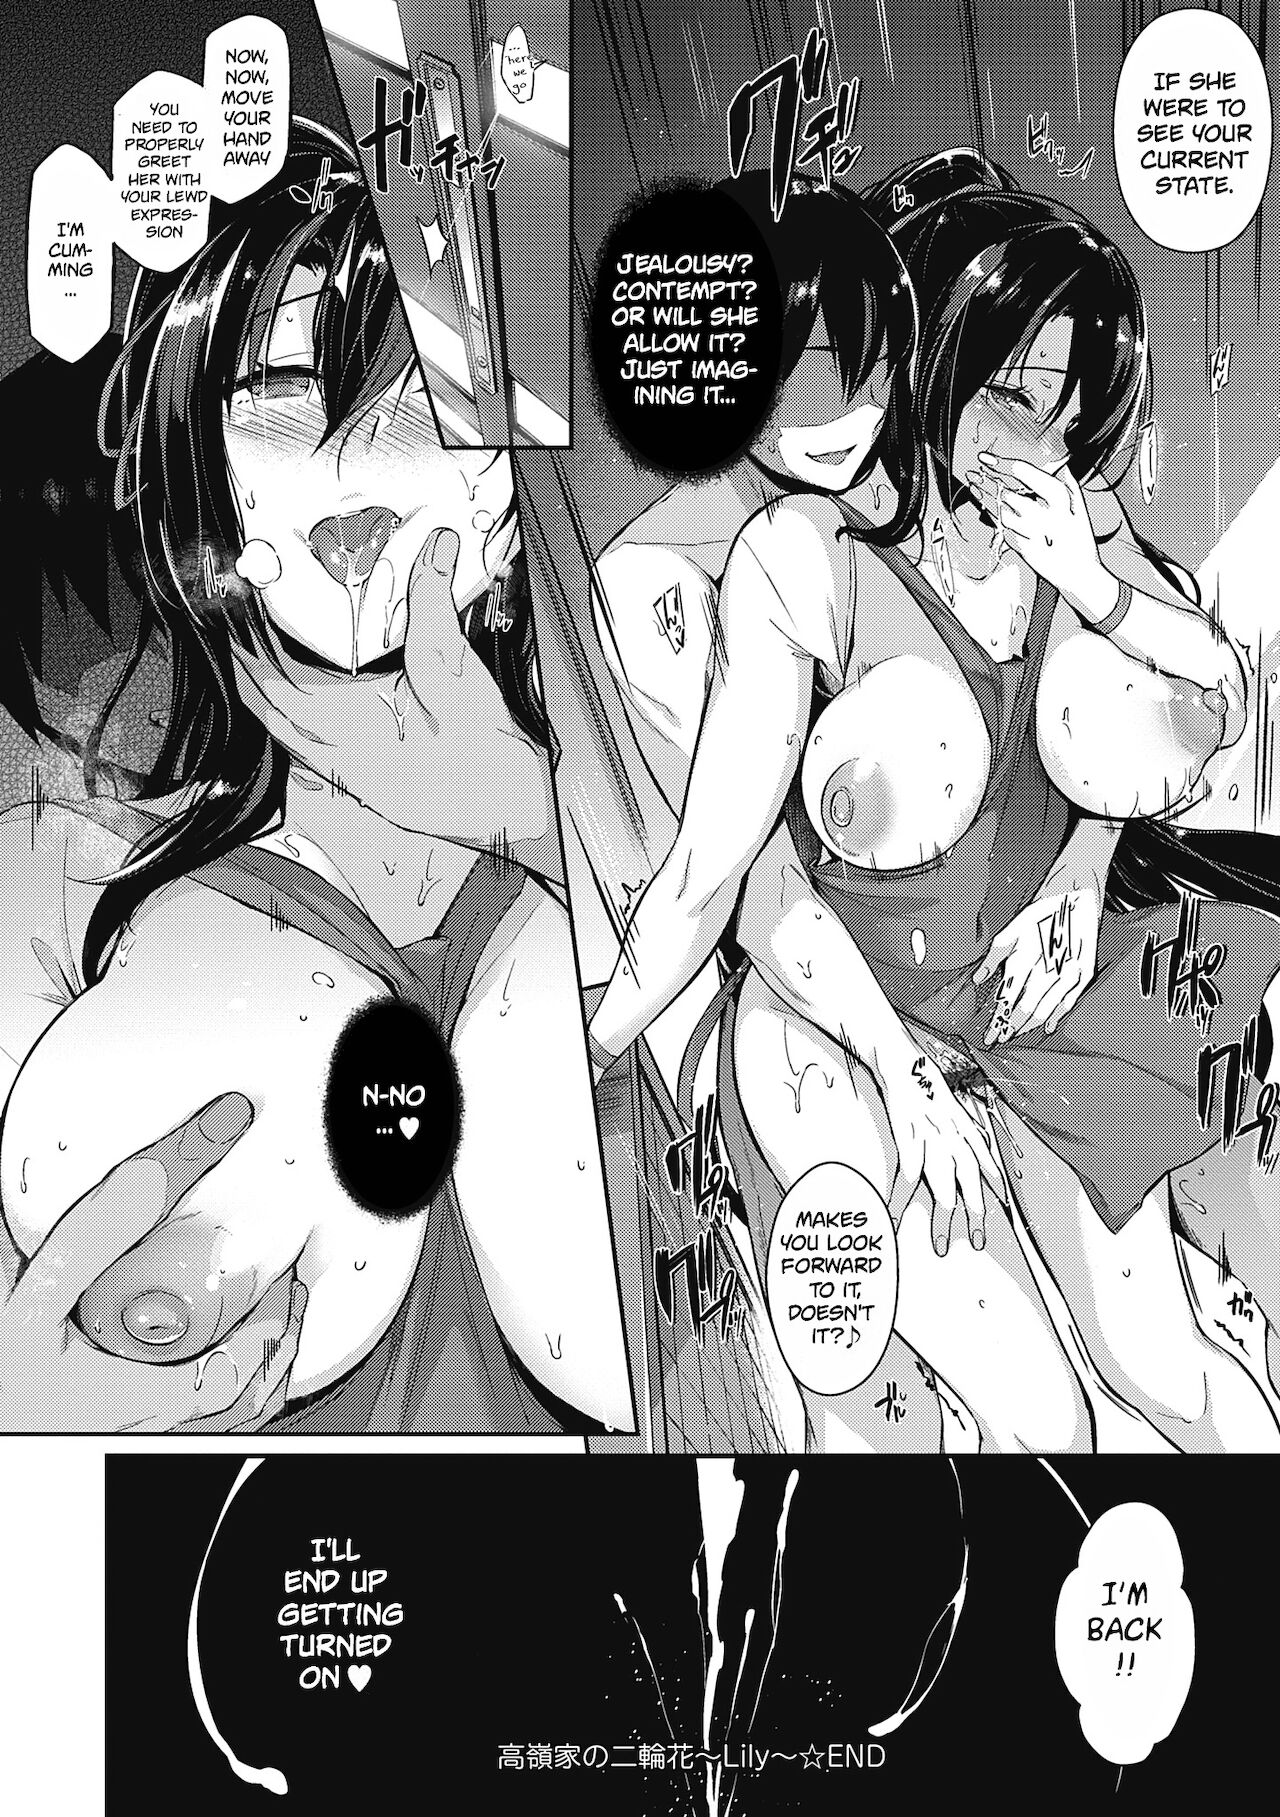 IF SHE
WERE TO
SEE YOUR
CURRENT
STATE.
JEALOUSY?
CONTEMPT?
OR WILL SHE
ALLOW IT?
JUST IMAG-
INING IT...
MAKES
YOU LOOK
FORWARD
TO IT,
DOESN'T
IT?♪
...
here
we
go
NOW,
NOW,
MOVE
YOUR
HAND
AWAY
YOU
NEED TO
PROPERLY
GREET
HER WITH
YOUR LEWD
EXPRES-
SION
I'M
CUM-
MING
...
N-NO
...♥
I'M
BACK
!!
I'LL
END UP
GETTING
TURNED
ON♥
高嶺家の二輪花～Lily～☆END